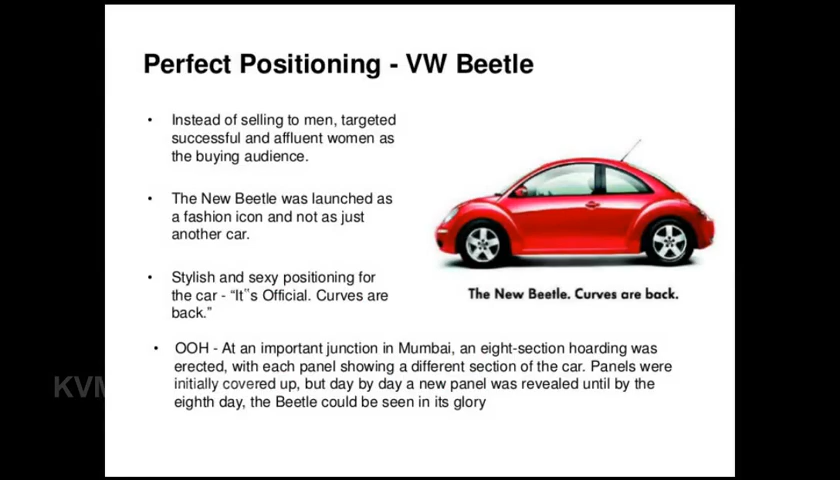 Perfect Positioning - VW Beetle
• Instead of selling to men, targeted
successful and affluent women as
the buying audience.
• The New Beetle was launched as
a fashion icon and not as just
another car.
• Stylish and sexy positioning for
the car - “It‟s Official. Curves are
back.”
The New Beetle. Curves are back.
• OOH - At an important junction in Mumbai, an eight-section hoarding was
erected, with each panel showing a different section of the car. Panels were
initially covered up, but day by day a new panel was revealed until by the
eighth day, the Beetle could be seen in its glory